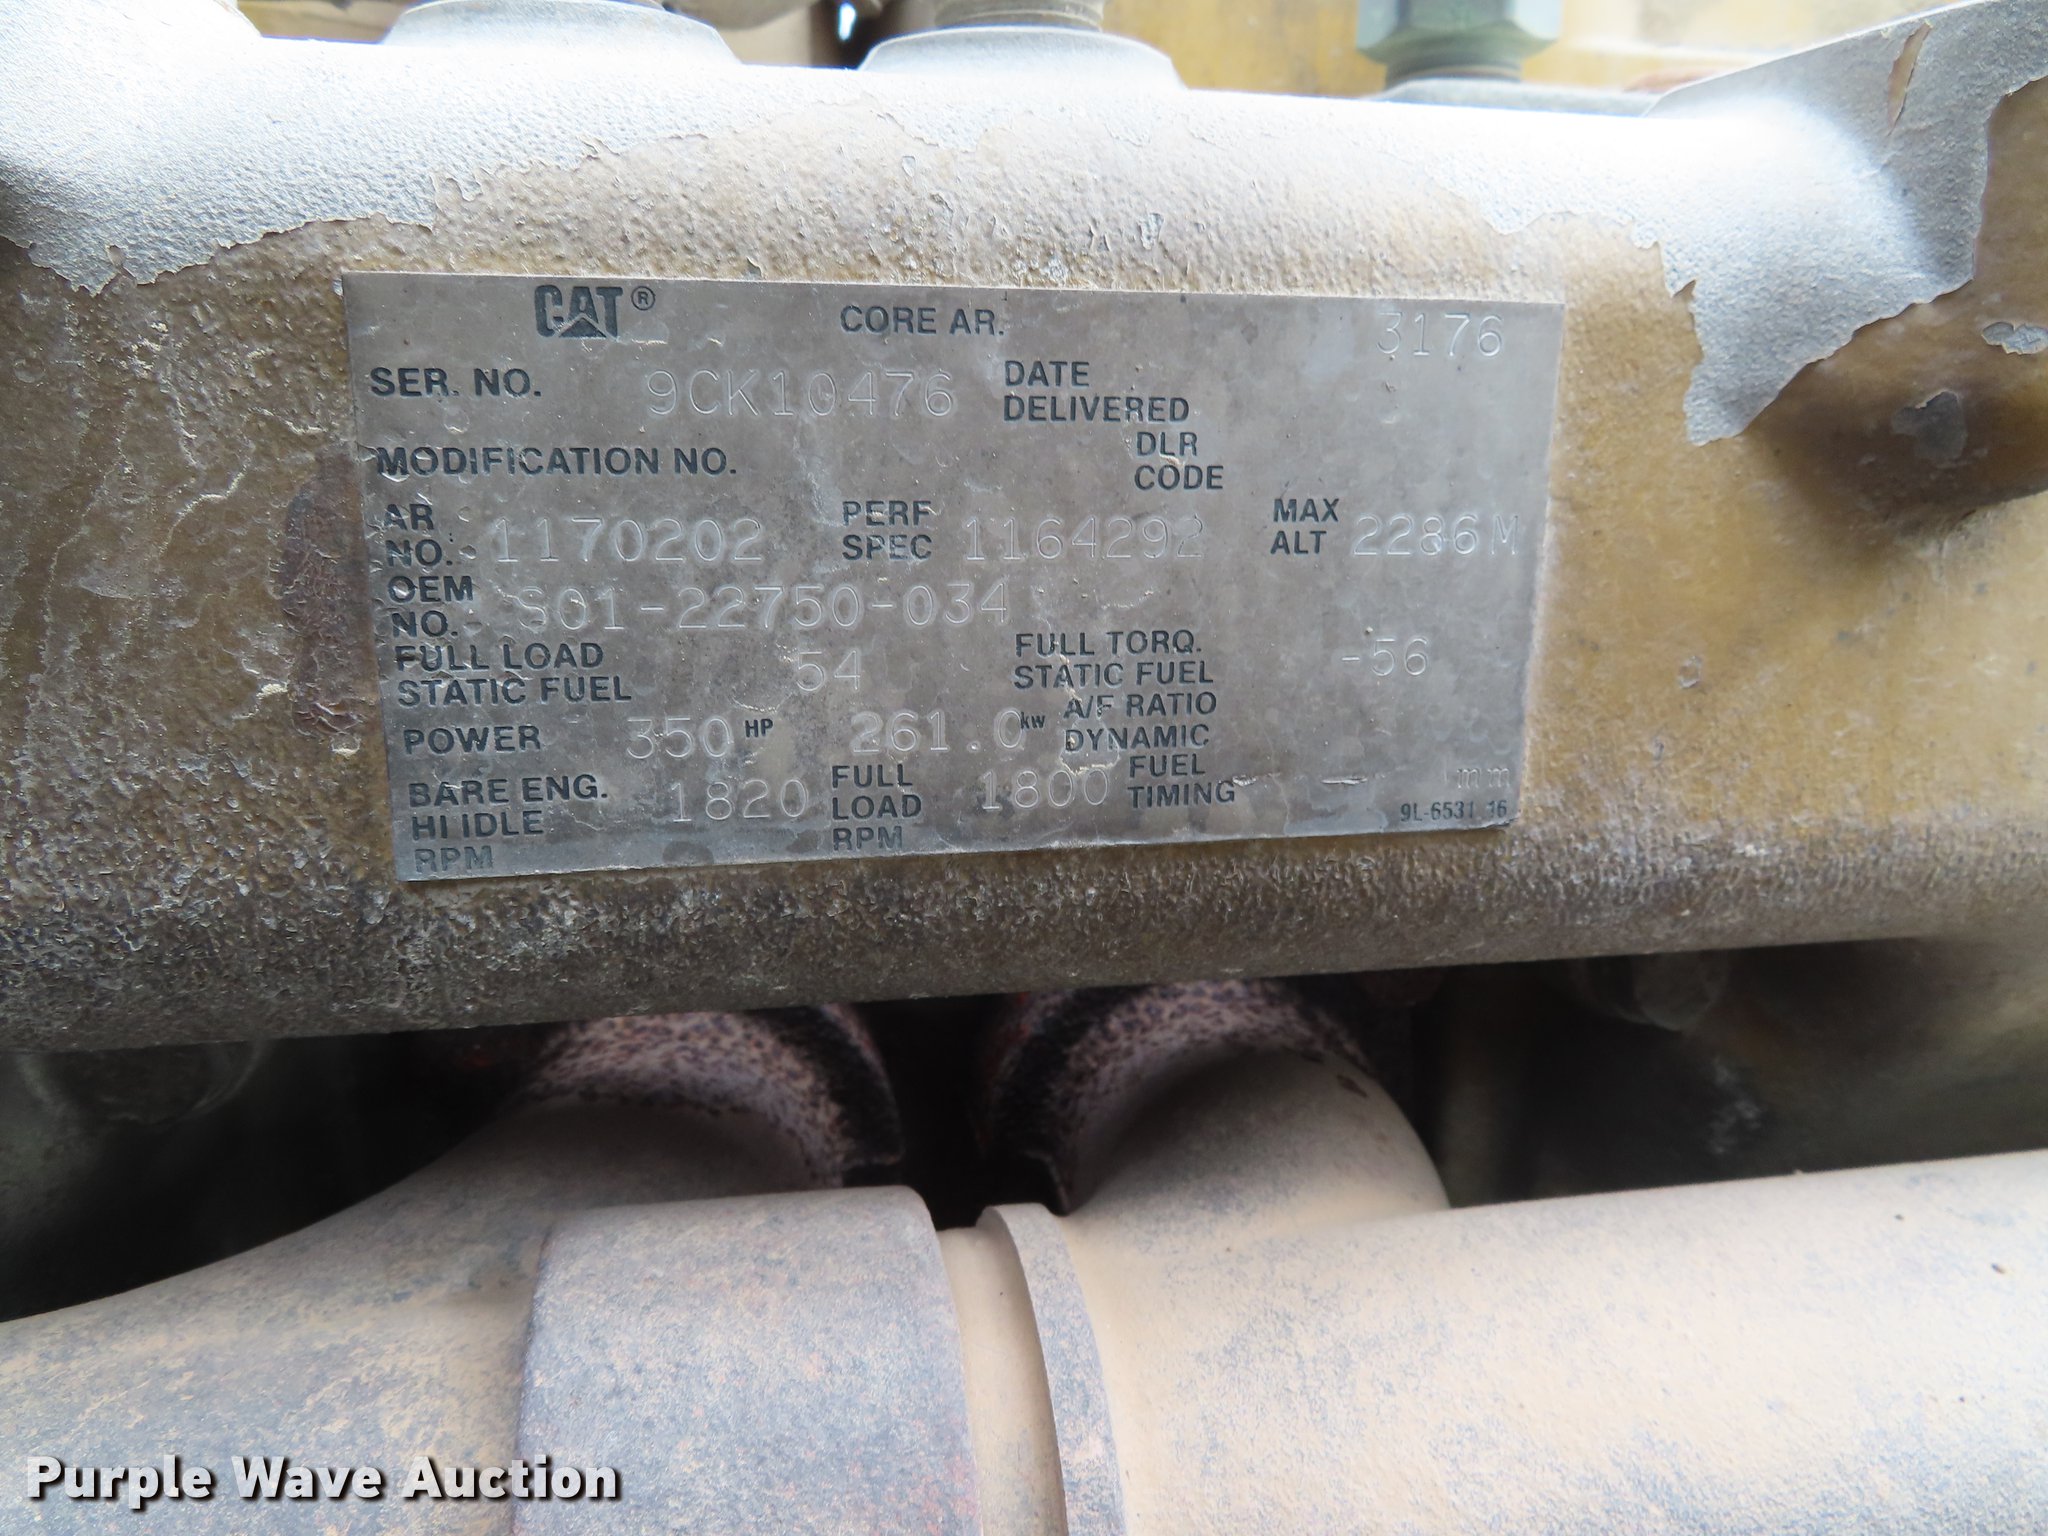 CAT® CORE AR. 3176
SER. NO. 9CK10476 DATE DELIVERED
DLR CODE
MODIFICATION NO.
AR NO. 1170202 PERF SPEC 1164292 MAX ALT 2286M
OEM NO. S01-22750-034
FULL LOAD STATIC FUEL 54 FULL TORQ. STATIC FUEL -56
POWER 350 HP 261.0 kw A/F RATIO DYNAMIC
BARE ENG. HI IDLE RPM 1820 FULL LOAD RPM 1800 FUEL TIMING mm
9L-6531 16
Purple Wave Auction